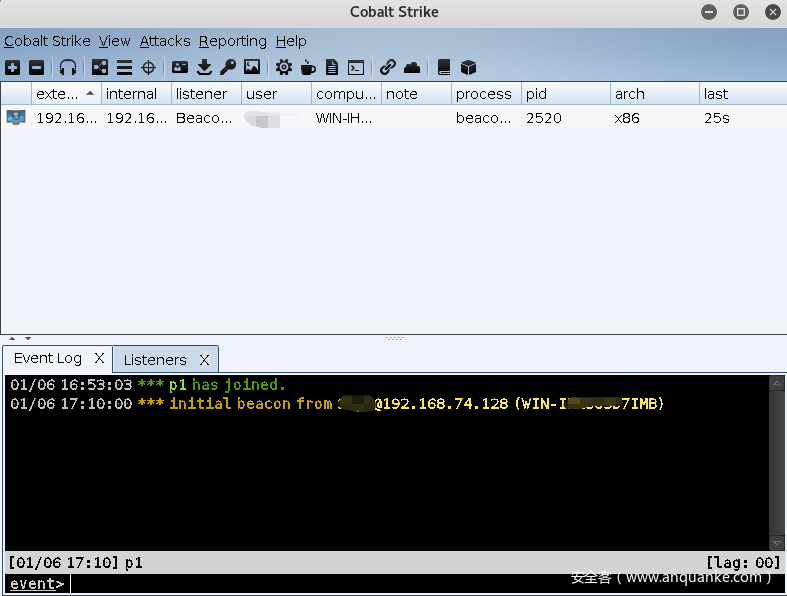 Cobalt Strike
Cobalt Strike View Attacks Reporting Help
exte... internal listener user compu... note process pid arch last
192.16... 192.16... Beaco... WIN-IH... beaco... 2520 x86 25s
Event Log X Listeners X
01/06 16:53:03 *** p1 has joined.
01/06 17:10:00 *** initial beacon from @192.168.74.128 (WIN-I 7IMB)
[01/06 17:10] p1 [lag: 00]
event>
安全客（www.anquanke.com）